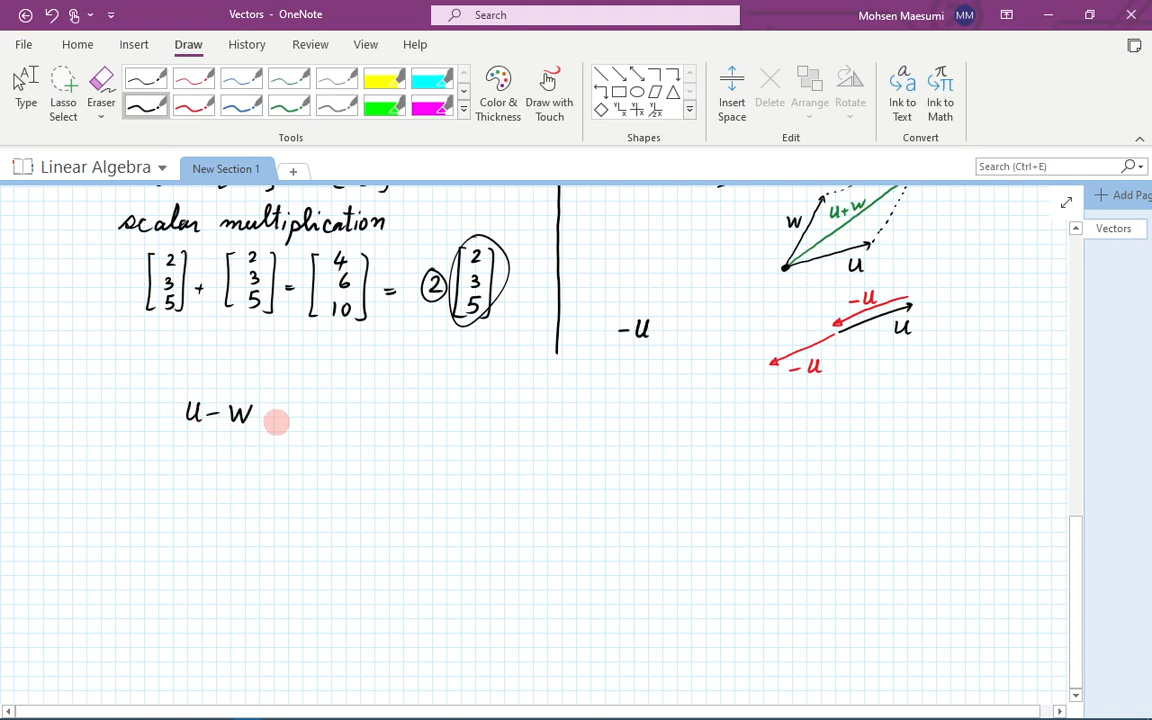 Vectors - OneNote
Search
Mohsen Maesumi MM
File Home Insert Draw History Review View Help
Type
Lasso Select
Eraser
Color & Thickness
Draw with Touch
Insert Space
Delete
Arrange
Rotate
Ink to Text
Ink to Math
Tools
Shapes
Edit
Convert
Linear Algebra
New Section 1
Search (Ctrl+E)
Add Pag
Vectors
scalar multiplication
[2 3 5] + [2 3 5] = [4 6 10] = 2 [2 3 5]
w
u+w
u
-u
-u
u
-u
u - w